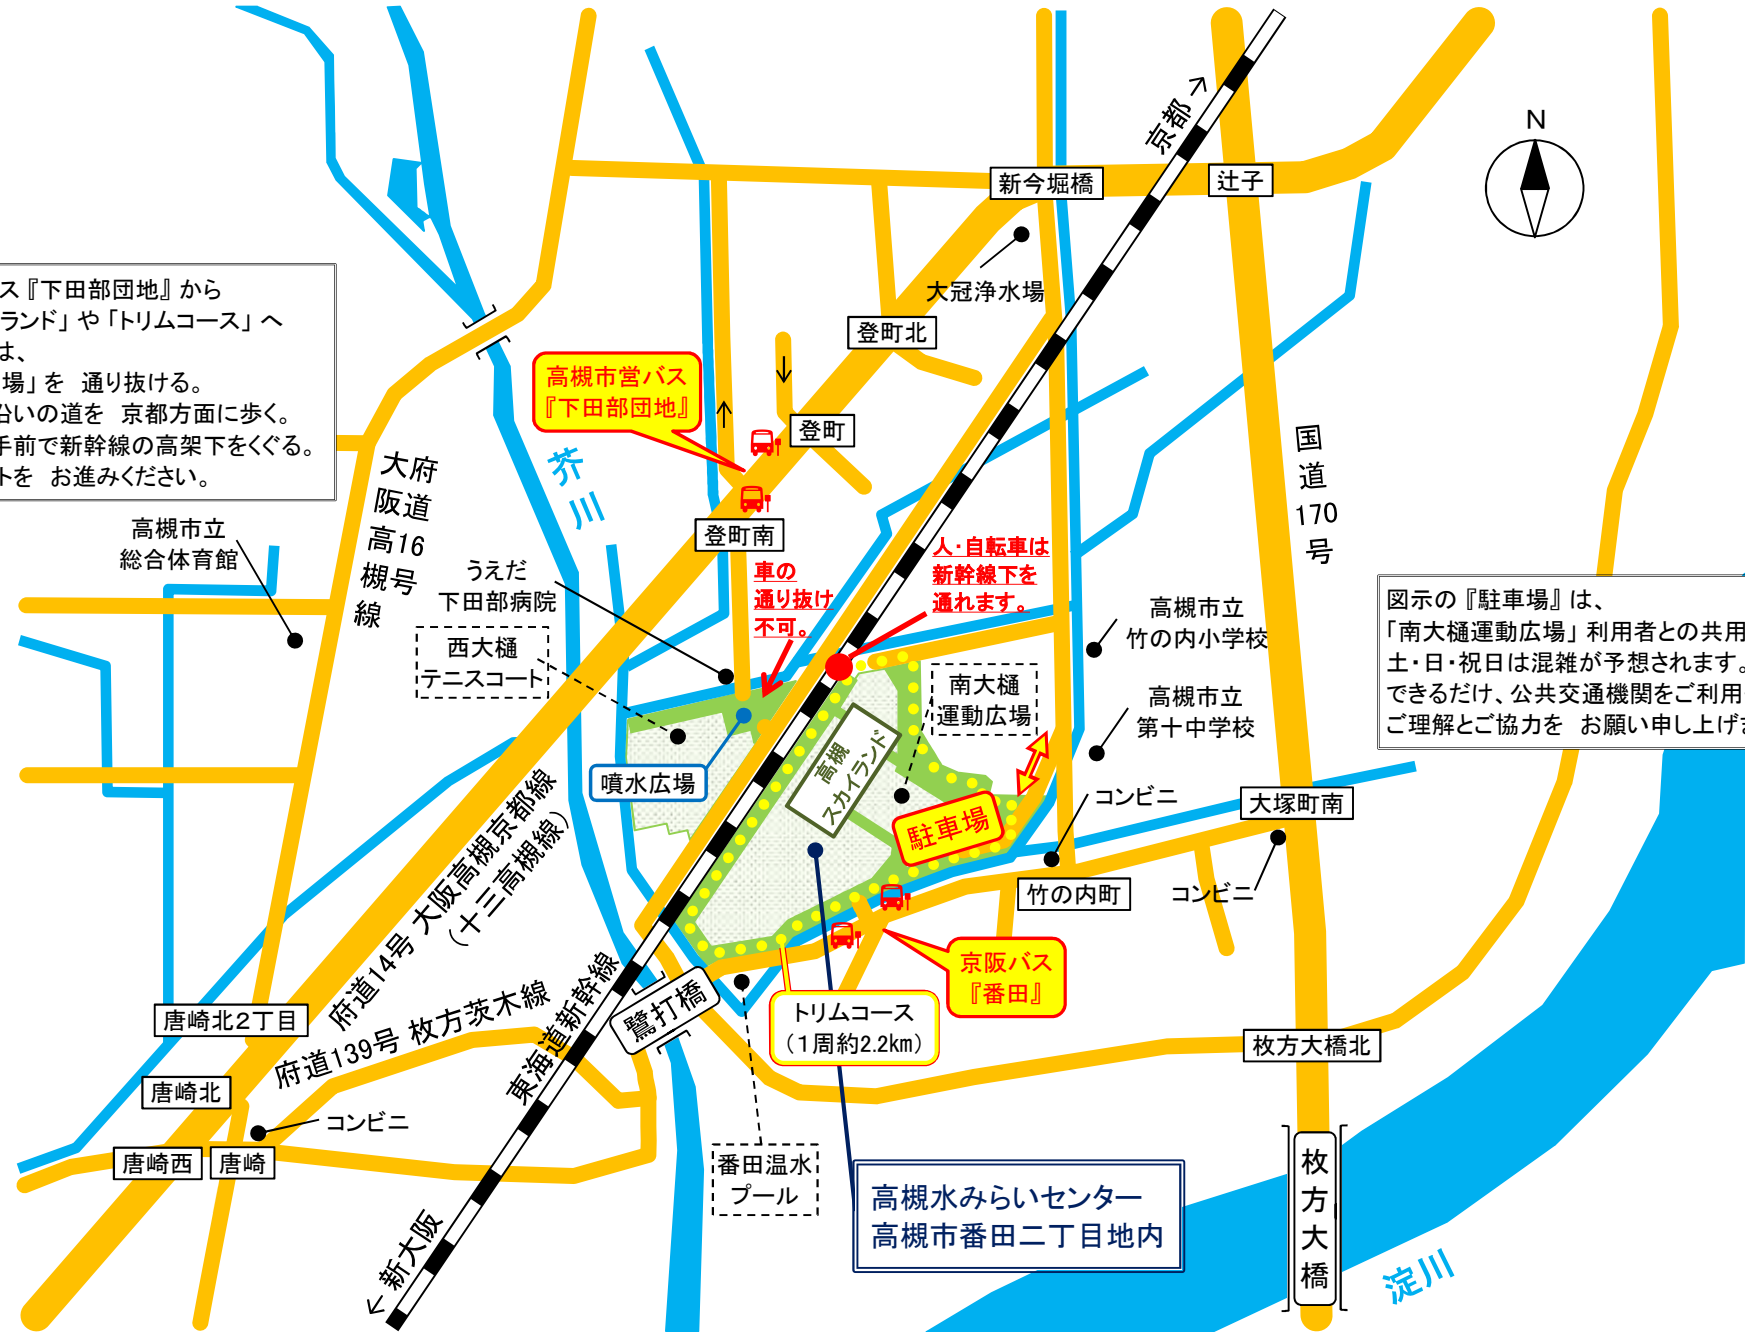 N
京都→
新今堀橋
辻子
大冠浄水場
ス『下田部団地』から
ランド」や「トリムコース」へ
は、
場」を 通り抜ける。
沿いの道を 京都方面に歩く。
手前で新幹線の高架下をくぐる。
トを お進みください。
登町北
高槻市営バス
『下田部団地』
登町
大阪高槻線
府道16号
芥川
国道170号
登町南
高槻市立
総合体育館
うえだ
下田部病院
車の
通り抜け
不可。
人・自転車は
新幹線下を
通れます。
西大樋
テニスコート
南大樋
運動広場
高槻市立
竹の内小学校
高槻市立
第十中学校
図示の『駐車場』は、
「南大樋運動広場」利用者との共用
土・日・祝日は混雑が予想されます。
できるだけ、公共交通機関をご利用
ご理解とご協力を お願い申し上げま
噴水広場
高槻
スカイランド
駐車場
コンビニ
大塚町南
竹の内町
コンビニ
府道14号 大阪高槻京都線
(十三高槻線)
京阪バス
『番田』
トリムコース
(1周約2.2km)
鷺打橋
東海道新幹線
府道139号 枚方茨木線
唐崎北2丁目
唐崎北
コンビニ
唐崎西
唐崎
枚方大橋北
番田温水
プール
高槻水みらいセンター
高槻市番田二丁目地内
枚方大橋
淀川
←新大阪